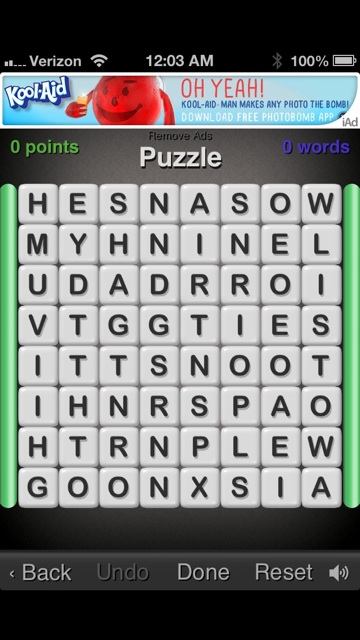 Verizon 12:03 AM 100%
Kool-Aid
OH YEAH!
KOOL-AID MAN MAKES ANY PHOTO THE BOMB!
DOWNLOAD FREE PHOTOBOMB APP
iAd
Remove Ads
0 points Puzzle 0 words
H E S N A S O W
M Y H N I N E L
U D A D R R O I
V T G G T I E S
I T T S N O O T
I H N R S P A O
H T R N P L E W
G O O N X S I A
‹ Back Undo Done Reset